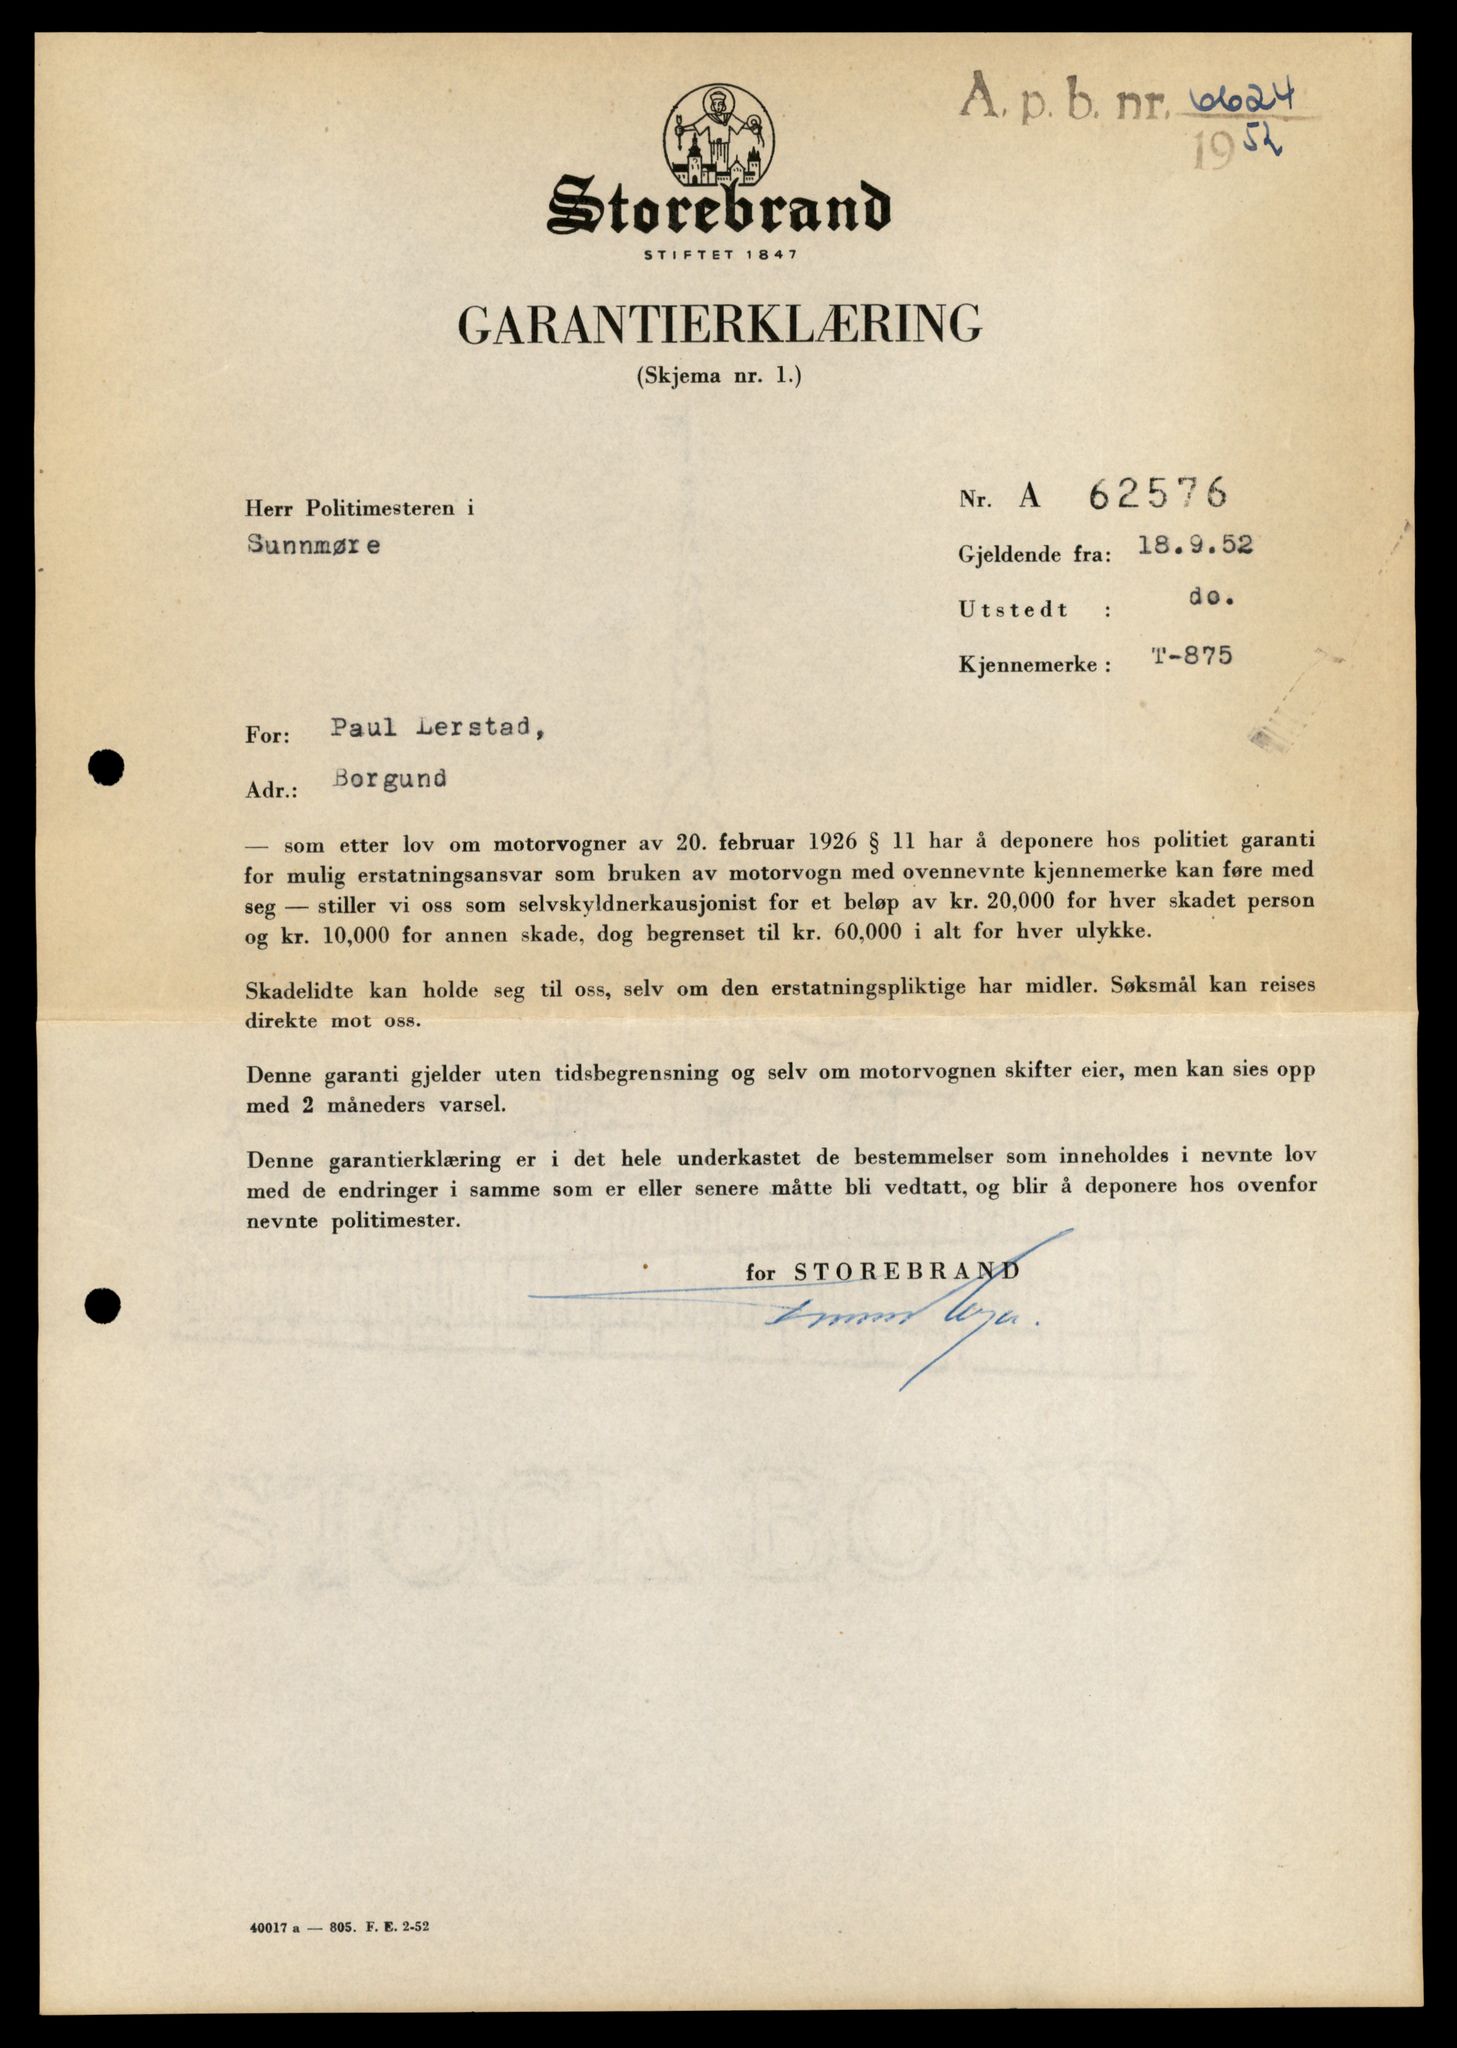 A. p. b. nr. 6624
1952
Storebrand
STIFTET 1847
GARANTIERKLÆRING
(Skjema nr. 1.)
Herr Politimesteren i
Sunnmøre
Nr. A 62576
Gjeldende fra: 18.9.52
Utstedt : do.
Kjennemerke : T-875
For: Paul Lerstad,
Adr.: Borgund
— som etter lov om motorvogner av 20. februar 1926 § 11 har å deponere hos politiet garanti
for mulig erstatningsansvar som bruken av motorvogn med ovennevnte kjennemerke kan føre med
seg — stiller vi oss som selvskyldnerkausjonist for et beløp av kr. 20,000 for hver skadet person
og kr. 10,000 for annen skade, dog begrenset til kr. 60,000 i alt for hver ulykke.
Skadelidte kan holde seg til oss, selv om den erstatningspliktige har midler. Søksmål kan reises
direkte mot oss.
Denne garanti gjelder uten tidsbegrensning og selv om motorvognen skifter eier, men kan sies opp
med 2 måneders varsel.
Denne garantierklæring er i det hele underkastet de bestemmelser som inneholdes i nevnte lov
med de endringer i samme som er eller senere måtte bli vedtatt, og blir å deponere hos ovenfor
nevnte politimester.
for STOREBRAND
40017 a — 805. F. E. 2-52